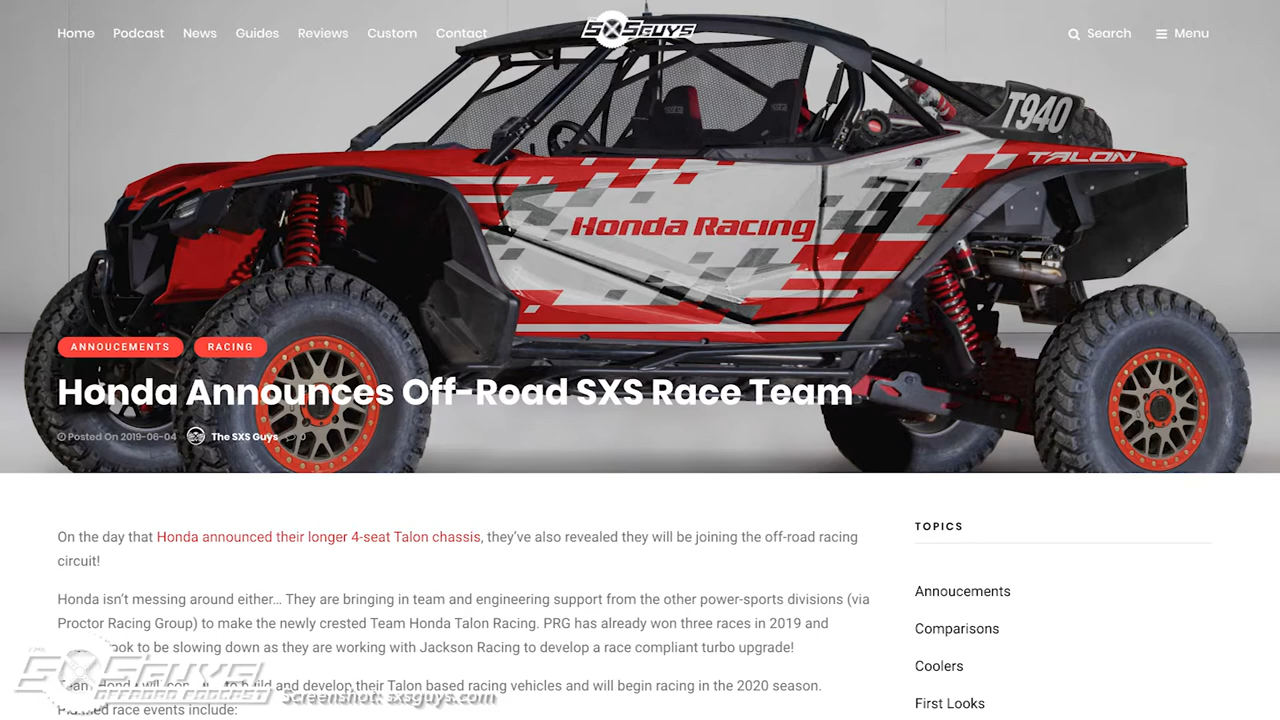 Home Podcast News Guides Reviews Custom Contact
SXSGUYS
Search Menu
T940
TALON
Honda Racing
ANNOUCEMENTS RACING
Honda Announces Off-Road SXS Race Team
Posted On 2019-06-04 The SXS Guys 0
On the day that Honda announced their longer 4-seat Talon chassis, they've also revealed they will be joining the off-road racing
circuit!
Honda isn't messing around either... They are bringing in team and engineering support from the other power-sports divisions (via
Proctor Racing Group) to make the newly crested Team Honda Talon Racing. PRG has already won three races in 2019 and
ook to be slowing down as they are working with Jackson Racing to develop a race compliant turbo upgrade!
Team Honda will to build and develop their Talon based racing vehicles and will begin racing in the 2020 season.
race events include:
TOPICS
Annoucements
Comparisons
Coolers
First Looks
THE
SXSGUYS
OFFROAD PODCAST
Screenshot: sxsguys.com